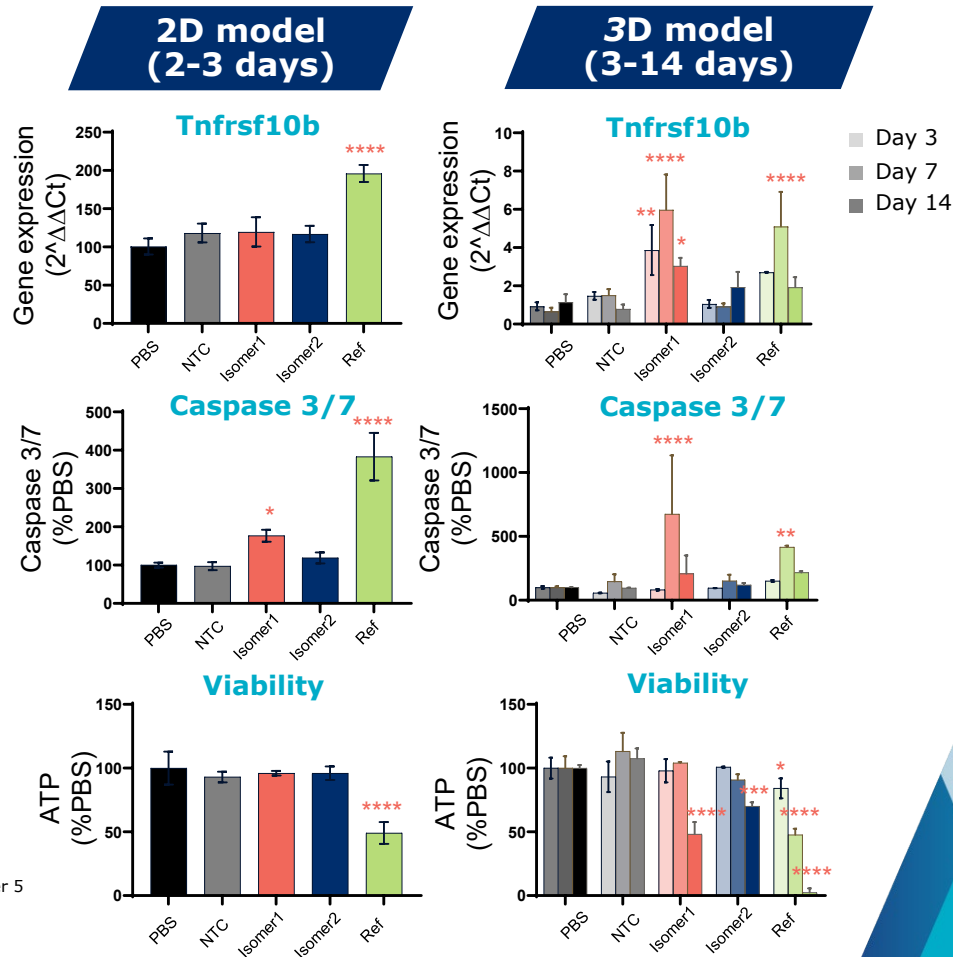 2D model
(2-3 days)
3D model
(3-14 days)
Tnfrsf10b
Gene expression
(2^ΔΔCt)
250
200
150
100
50
0
****
PBS
NTC
Isomer1
Isomer2
Ref
Tnfrsf10b
Gene expression
(2^ΔΔCt)
10
8
6
4
2
0
**
****
*
****
PBS
NTC
Isomer1
Isomer2
Ref
Day 3
Day 7
Day 14
Caspase 3/7
Caspase 3/7
(%PBS)
500
400
300
200
100
0
*
****
PBS
NTC
Isomer1
Isomer2
Ref
Caspase 3/7
Caspase 3/7
(%PBS)
1500
1000
500
0
****
**
PBS
NTC
Isomer1
Isomer2
Ref
Viability
ATP
(%PBS)
150
100
50
0
****
PBS
NTC
Isomer1
Isomer2
Ref
Viability
ATP
(%PBS)
150
100
50
0
****
***
*
****
****
PBS
NTC
Isomer1
Isomer2
Ref
5